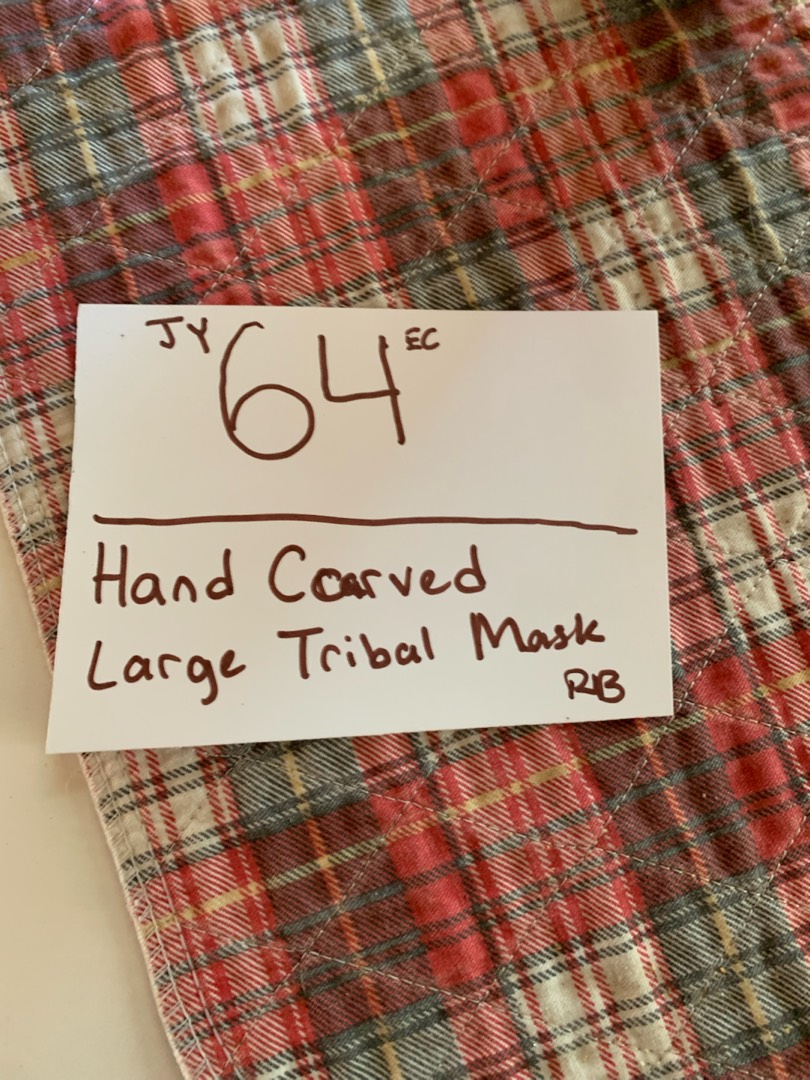 JY 64 EC
Hand Carved
Large Tribal Mask
RB